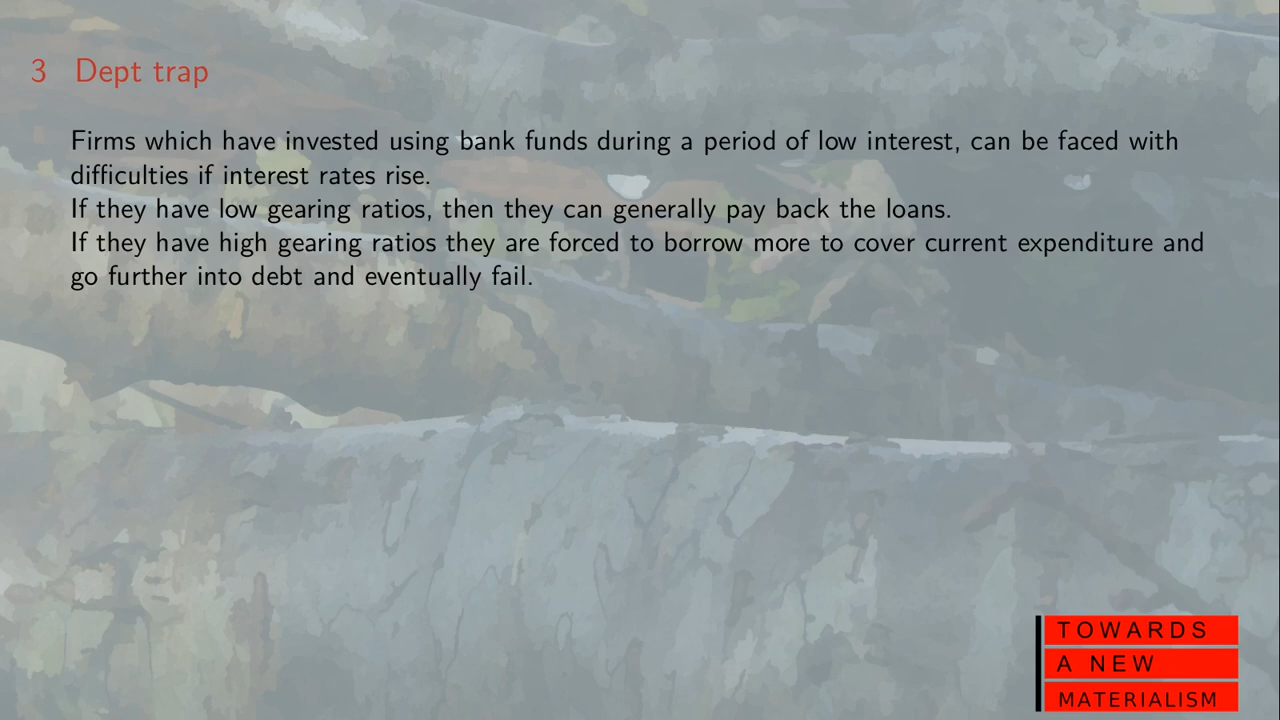 3 Dept trap
Firms which have invested using bank funds during a period of low interest, can be faced with
difficulties if interest rates rise.
If they have low gearing ratios, then they can generally pay back the loans.
If they have high gearing ratios they are forced to borrow more to cover current expenditure and
go further into debt and eventually fail.
TOWARDS
A NEW
MATERIALISM